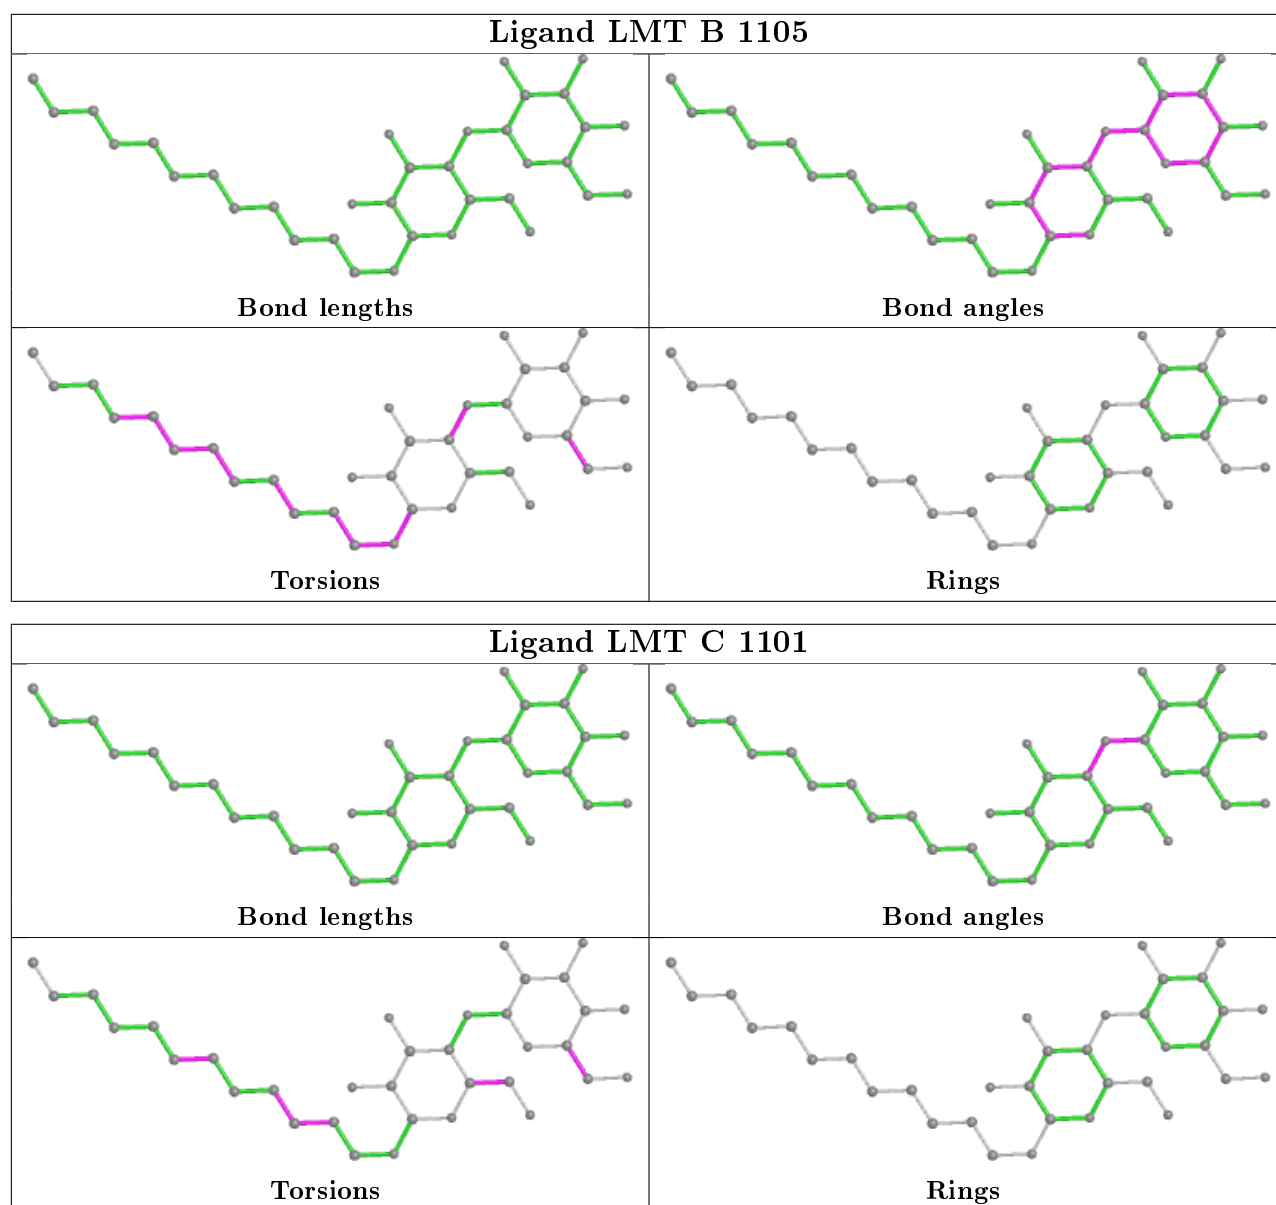 Ligand LMT B 1105
Bond lengths
Bond angles
Torsions
Rings
Ligand LMT C 1101
Bond lengths
Bond angles
Torsions
Rings